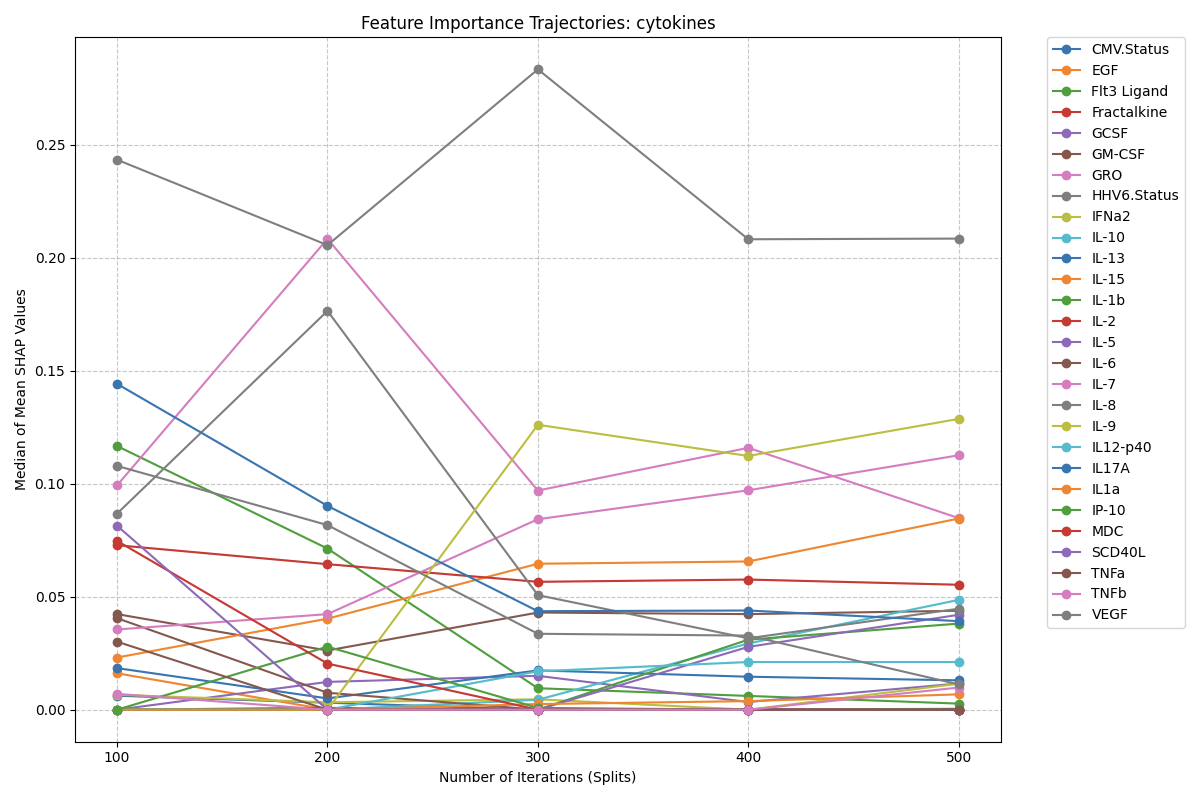 Feature Importance Trajectories: cytokines
Median of Mean SHAP Values
0.25
0.20
0.15
0.10
0.05
0.00
100
200
300
400
500
Number of Iterations (Splits)
CMV.Status
EGF
Flt3 Ligand
Fractalkine
GCSF
GM-CSF
GRO
HHV6.Status
IFNa2
IL-10
IL-13
IL-15
IL-1b
IL-2
IL-5
IL-6
IL-7
IL-8
IL-9
IL12-p40
IL17A
IL1a
IP-10
MDC
SCD40L
TNFa
TNFb
VEGF